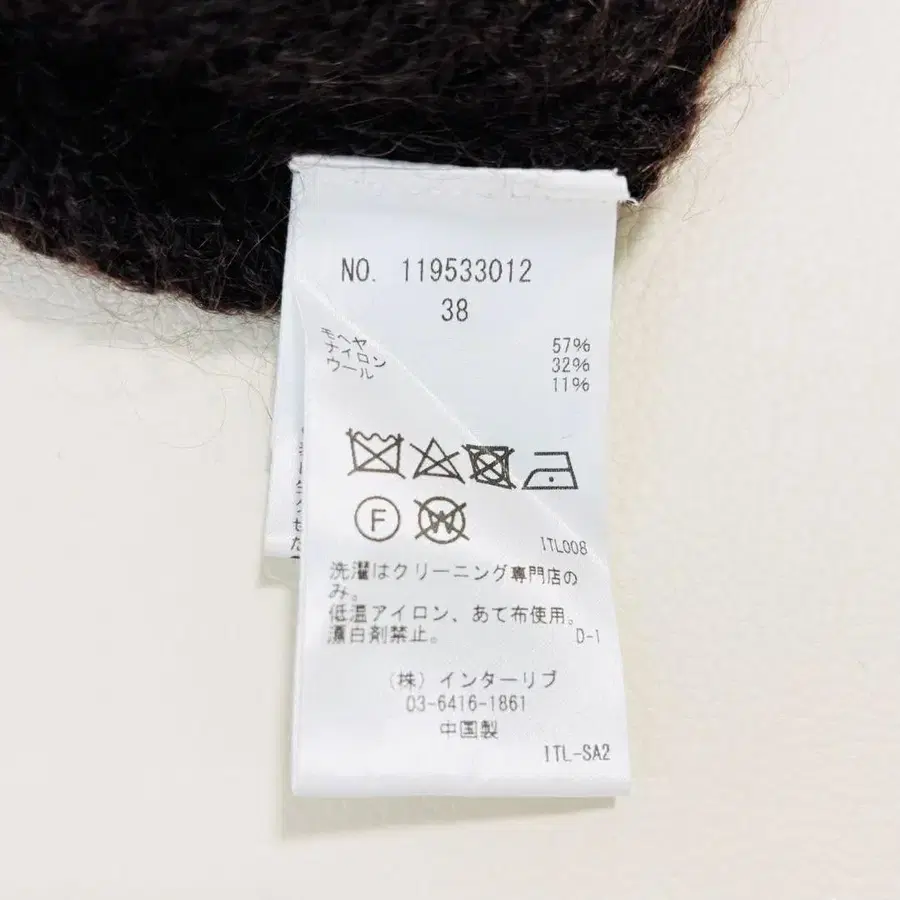 NO. 119533012
38
モヘヤ 57%
ナイロン 32%
ウール 11%
F
W
ITL008
洗濯はクリーニング専門店の
み。
低温アイロン、あて布使用。
漂白剤禁止。 D-1
(株) インターリブ
03-6416-1861
中国製
ITL-SA2